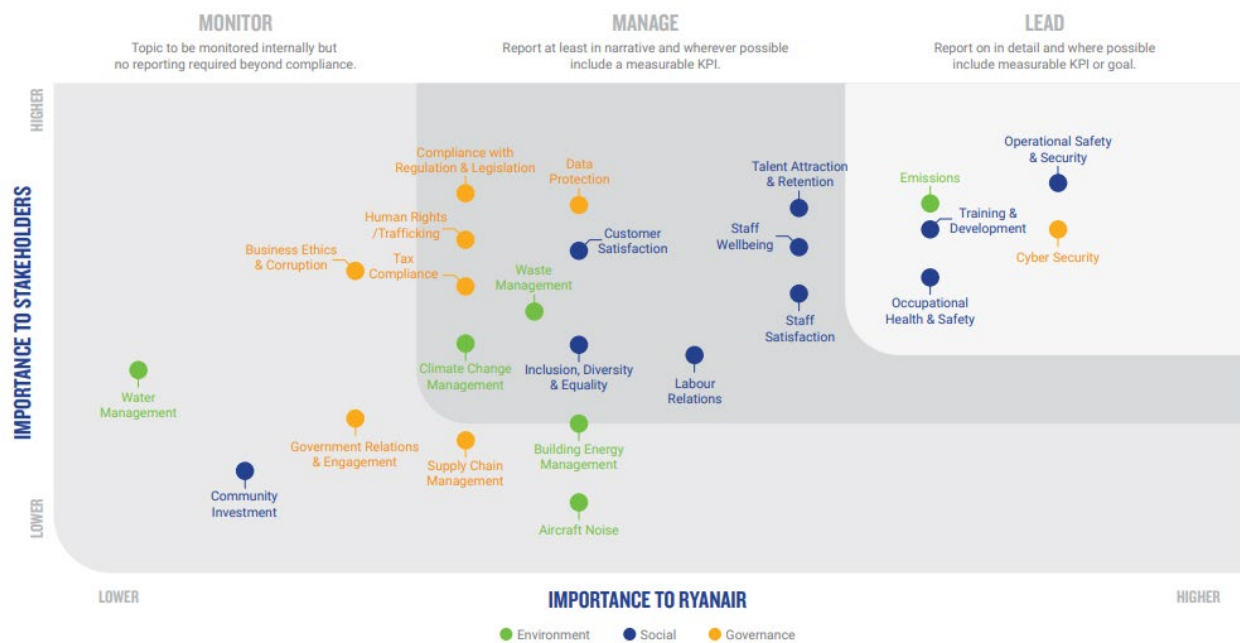 MONITOR
Topic to be monitored internally but
no reporting required beyond compliance.
MANAGE
Report at least in narrative and wherever possible
include a measurable KPI.
LEAD
Report on in detail and where possible
include measurable KPI or goal.
HIGHER
IMPORTANCE TO STAKEHOLDERS
LOWER
Compliance with
Regulation & Legislation
Data
Protection
Talent Attraction
& Retention
Operational Safety
& Security
Emissions
Human Rights
/Trafficking
Customer
Satisfaction
Staff
Wellbeing
Training &
Development
Business Ethics
& Corruption
Tax
Compliance
Cyber Security
Waste
Management
Occupational
Health & Safety
Staff
Satisfaction
Climate Change
Management
Inclusion, Diversity
& Equality
Labour
Relations
Water
Management
Government Relations
& Engagement
Supply Chain
Management
Building Energy
Management
Community
Investment
Aircraft Noise
LOWER
IMPORTANCE TO RYANAIR
HIGHER
Environment
Social
Governance